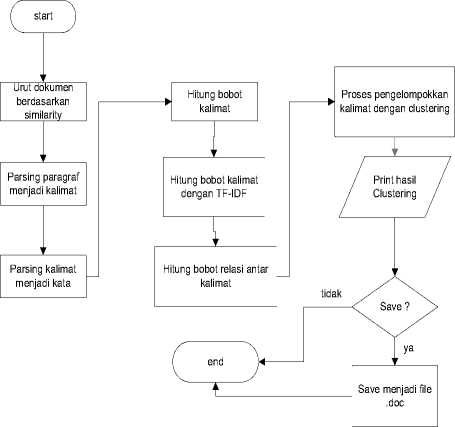 start
Urut dokumen
berdasarkan
similarity
Parsing paragraf
menjadi kalimat
Parsing kalimat
menjadi kata
Hitung bobot
kalimat
Hitung bobot kalimat
dengan TF-IDF
Hitung bobot relasi antar
kalimat
Proses pengelompokkan
kalimat dengan clustering
Print hasil
Clustering
Save ?
tidak
ya
Save menjadi file
.doc
end